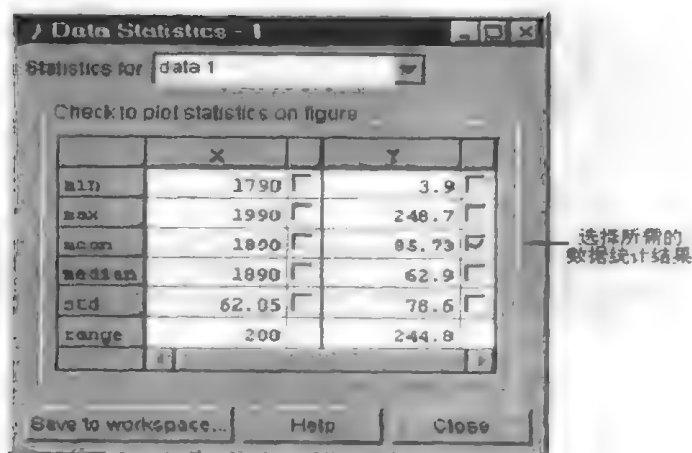 Data Statistics - 1
Statistics for data 1
Check to plot statistics on figure
X Y
min 1790 3.9
max 1990 248.7
mean 1890 85.73
median 1890 62.9
std 62.05 78.6
range 200 244.8
选择所需的
数据统计结果
Save to workspace... Help Close